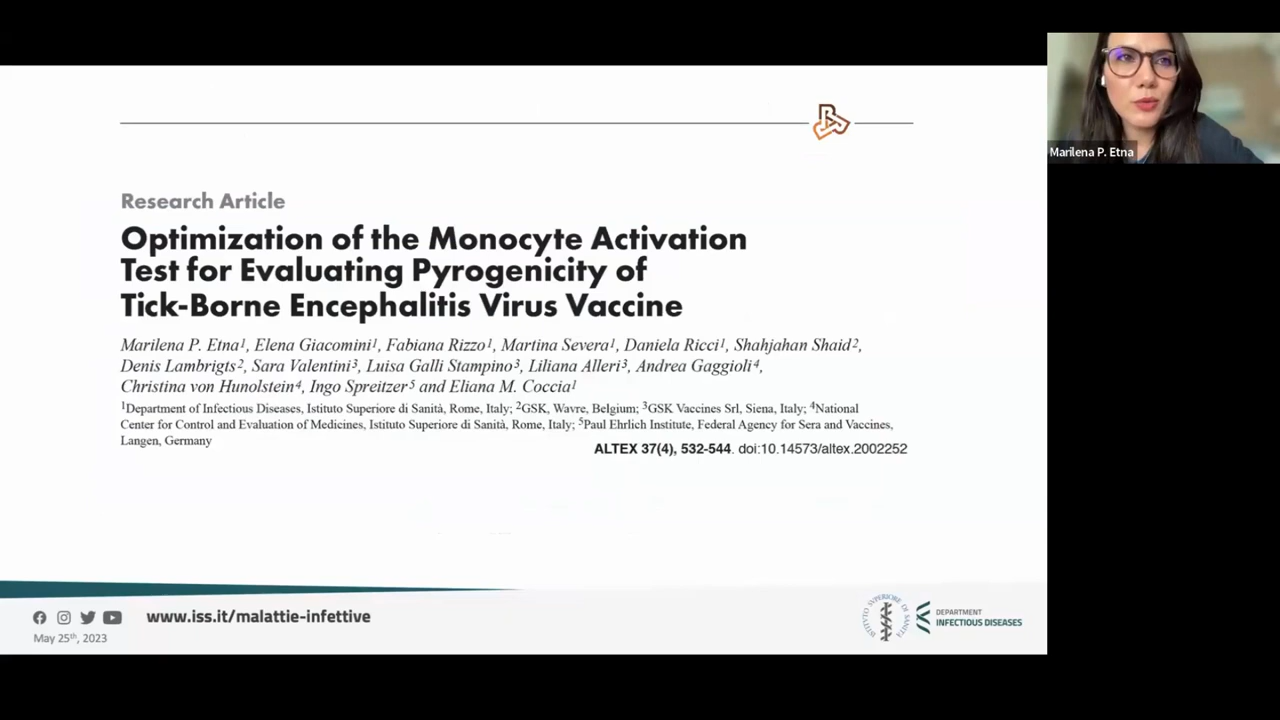 Research Article
Optimization of the Monocyte Activation
Test for Evaluating Pyrogenicity of
Tick-Borne Encephalitis Virus Vaccine
Marilena P. Etna1, Elena Giacomini1, Fabiana Rizzo1, Martina Severa1, Daniela Ricci1, Shahjahan Shaid2,
Denis Lambrigts2, Sara Valentini3, Luisa Galli Stampino3, Liliana Alleri3, Andrea Gaggioli4,
Christina von Hunolstein4, Ingo Spreitzer5 and Eliana M. Coccia1
1Department of Infectious Diseases, Istituto Superiore di Sanità, Rome, Italy; 2GSK, Wavre, Belgium; 3GSK Vaccines Srl, Siena, Italy; 4National
Center for Control and Evaluation of Medicines, Istituto Superiore di Sanità, Rome, Italy; 5Paul Ehrlich Institute, Federal Agency for Sera and Vaccines,
Langen, Germany
ALTEX 37(4), 532-544. doi:10.14573/altex.2002252
www.iss.it/malattie-infettive
May 25th, 2023
ISTITUTO SUPERIORE DI SANITÀ
DEPARTMENT
INFECTIOUS DISEASES
Marilena P. Etna